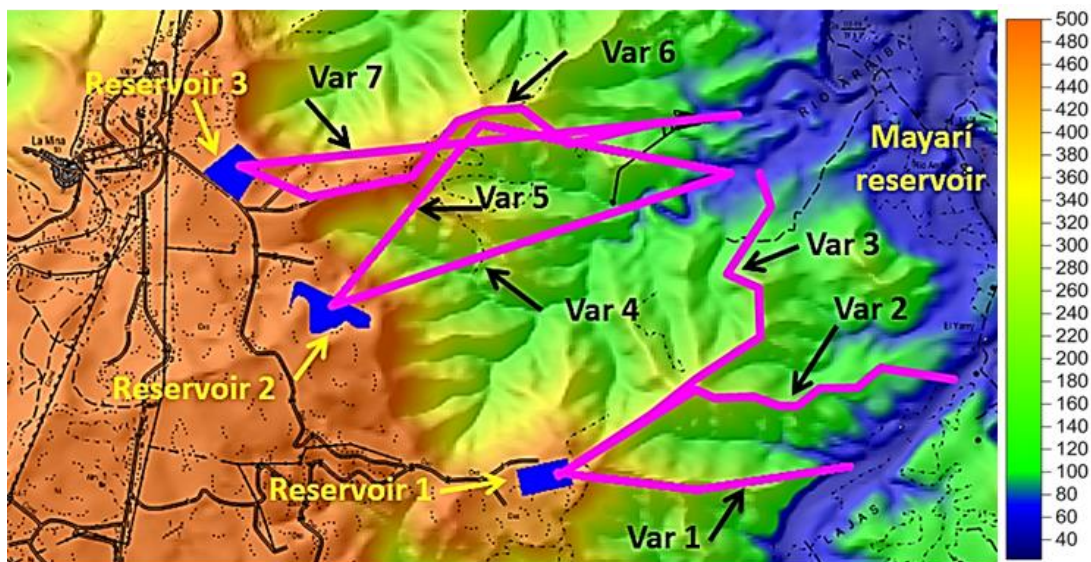 Reservoir 3
Var 7
Var 6
RIO ARAIBA
La Mina
Mayarí
reservoir
Var 5
Var 3
Var 4
Var 2
Reservoir 2
El Yarey
Reservoir 1
Var 1
LAJAS
500
480
460
440
420
400
380
360
340
320
300
280
260
240
220
200
180
160
140
120
100
80
60
40